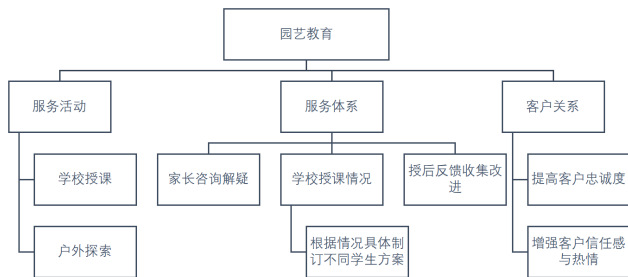 园艺教育
服务活动
服务体系
客户关系
学校授课
家长咨询解疑
学校授课情况
授后反馈收集改
进
提高客户忠诚度
户外探索
根据情况具体制
订不同学生方案
增强客户信任感
与热情